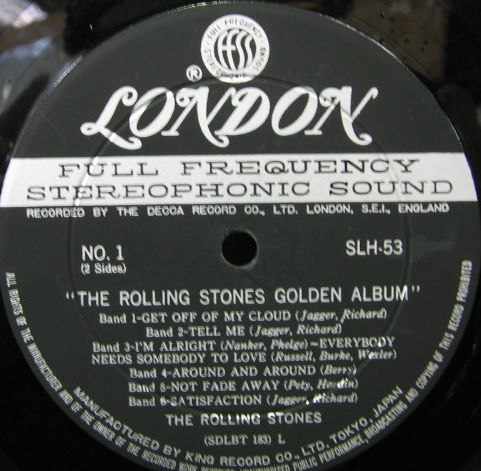 FULL FREQUENCY
ffss
® LONDON
FULL FREQUENCY
STEREOPHONIC SOUND
RECORDED BY THE DECCA RECORD CO., LTD. LONDON, S.E.I., ENGLAND
NO. 1
(2 Sides)
SLH-53
"THE ROLLING STONES GOLDEN ALBUM"
Band 1-GET OFF OF MY CLOUD (Jagger, Richard)
Band 2-TELL ME (Jagger, Richard)
Band 3-I'M ALRIGHT (Nanker, Phelge)~EVERYBODY
NEEDS SOMEBODY TO LOVE (Russell, Burke, Wexler)
Band 4-AROUND AND AROUND (Berry)
Band 5-NOT FADE AWAY (Pety, Hardin)
Band 6-SATISFACTION (Jagger, Richard)
THE ROLLING STONES
(SDLBT 183) L
MANUFACTURED BY KING RECORD CO., LTD. TOKYO, JAPAN
ALL RIGHTS OF THE MANUFACTURER AND OF THE OWNER OF THE RECORDED WORK UNAUTHORIZED PUBLIC PERFORMANCE, BROADCASTING AND COPYING OF THIS RECORD PROHIBITED